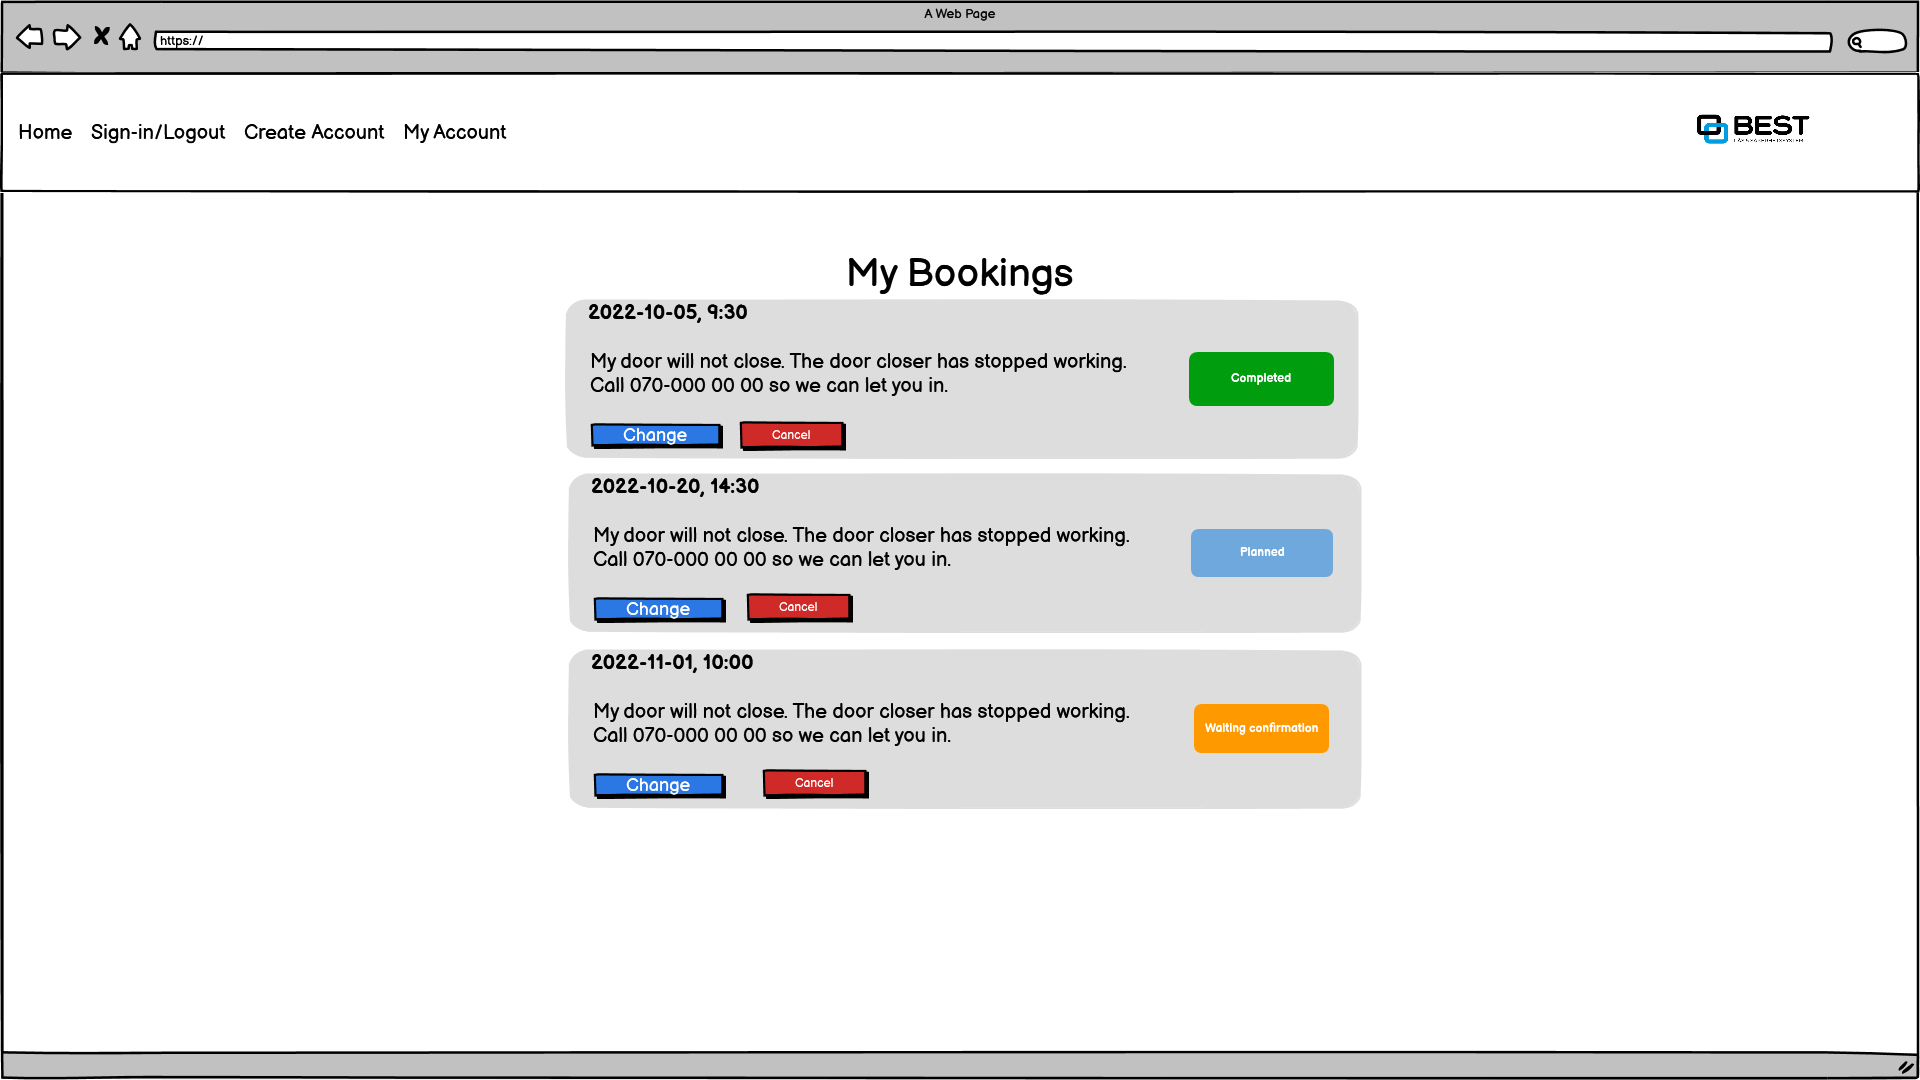 A Web Page
https://
Home Sign-in/Logout Create Account My Account
BEST
My Bookings
2022-10-05, 9:30
My door will not close. The door closer has stopped working.
Call 070-000 00 00 so we can let you in.
Completed
Change Cancel
2022-10-20, 14:30
My door will not close. The door closer has stopped working.
Call 070-000 00 00 so we can let you in.
Planned
Change Cancel
2022-11-01, 10:00
My door will not close. The door closer has stopped working.
Call 070-000 00 00 so we can let you in.
Waiting confirmation
Change Cancel